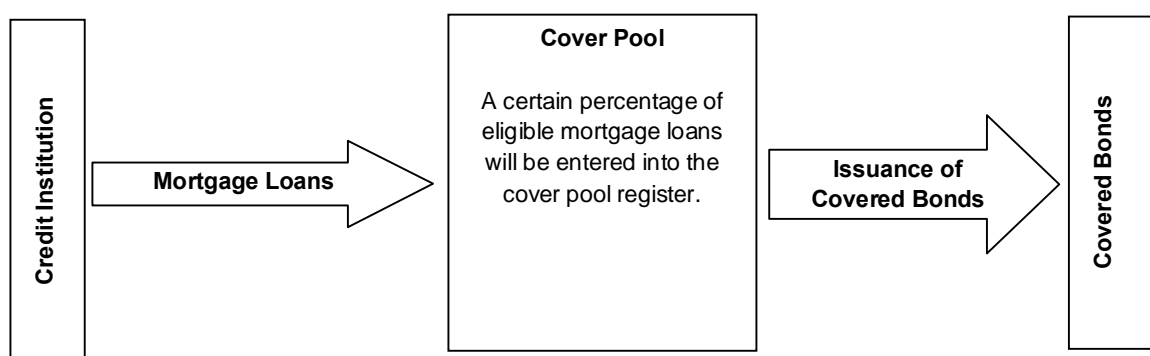 Credit Institution
Mortgage Loans
Cover Pool
A certain percentage of
eligible mortgage loans
will be entered into the
cover pool register.
Issuance of
Covered Bonds
Covered Bonds